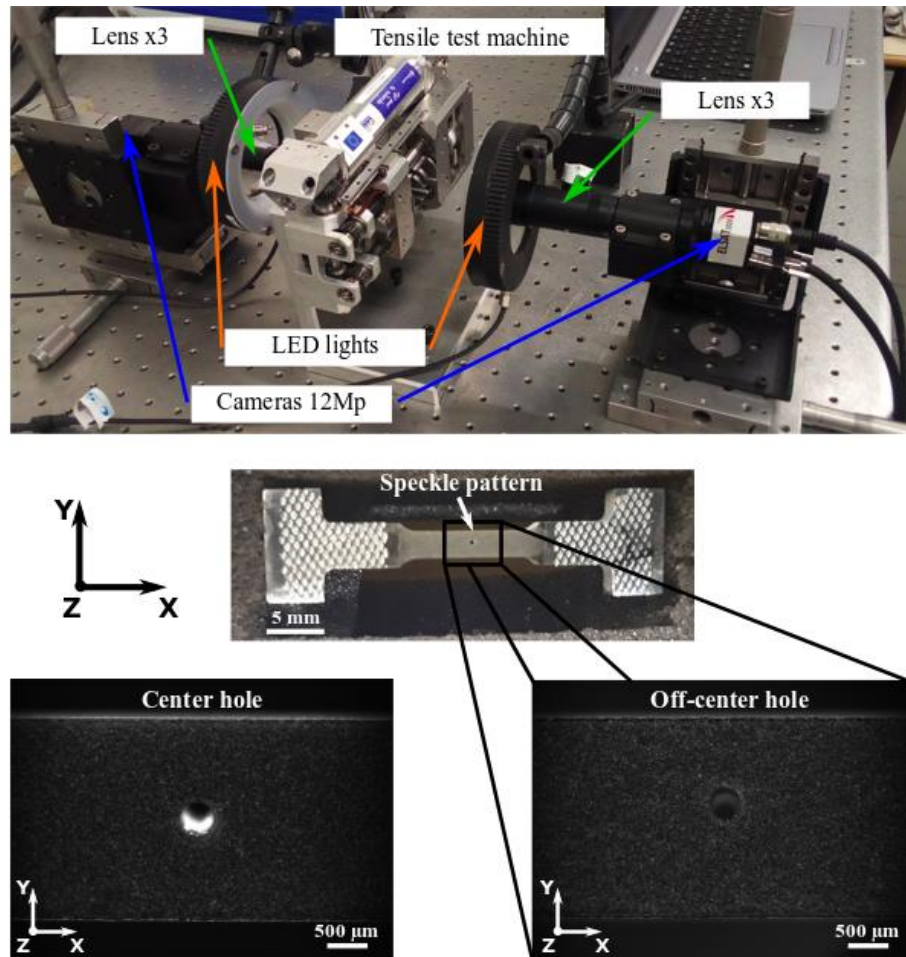 Lens x3
Tensile test machine
Lens x3
LED lights
Cameras 12Mp
Speckle pattern
Y
Z
X
5 mm
Center hole
Off-center hole
Y
Z
X
500 μm
Y
Z
X
500 μm